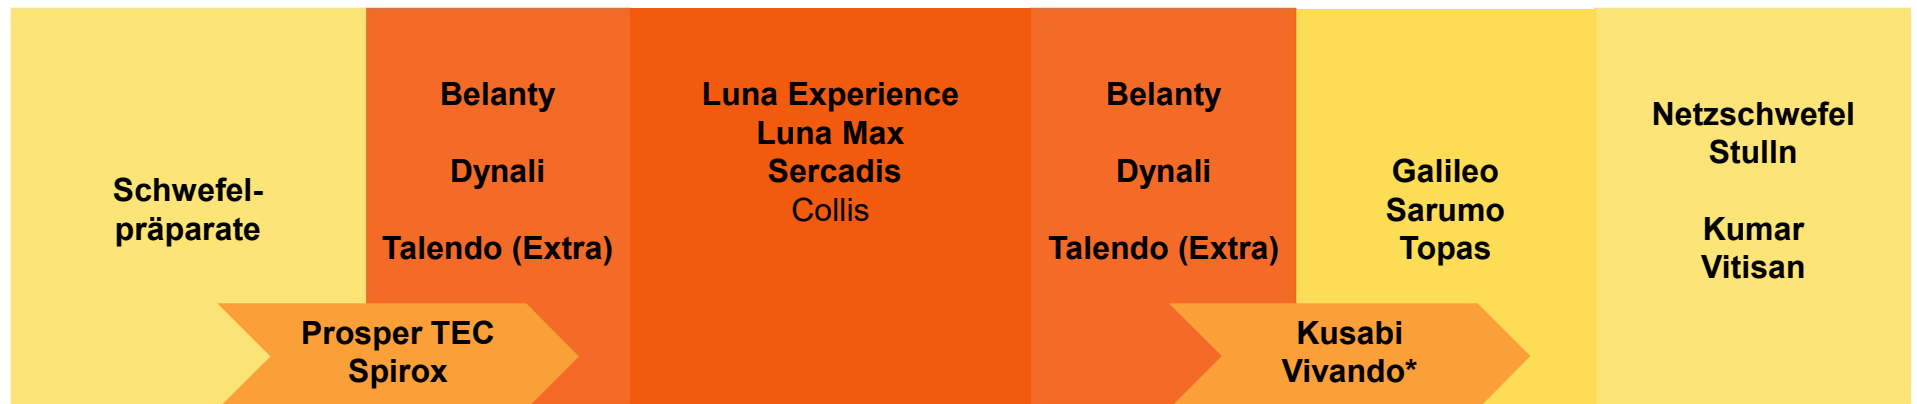 Schwefel-
präparate
Prosper TEC
Spirox
Belanty
Dynali
Talendo (Extra)
Luna Experience
Luna Max
Sercadis
Collis
Belanty
Dynali
Talendo (Extra)
Kusabi
Vivando*
Galileo
Sarumo
Topas
Netzschwefel
Stulln
Kumar
Vitisan